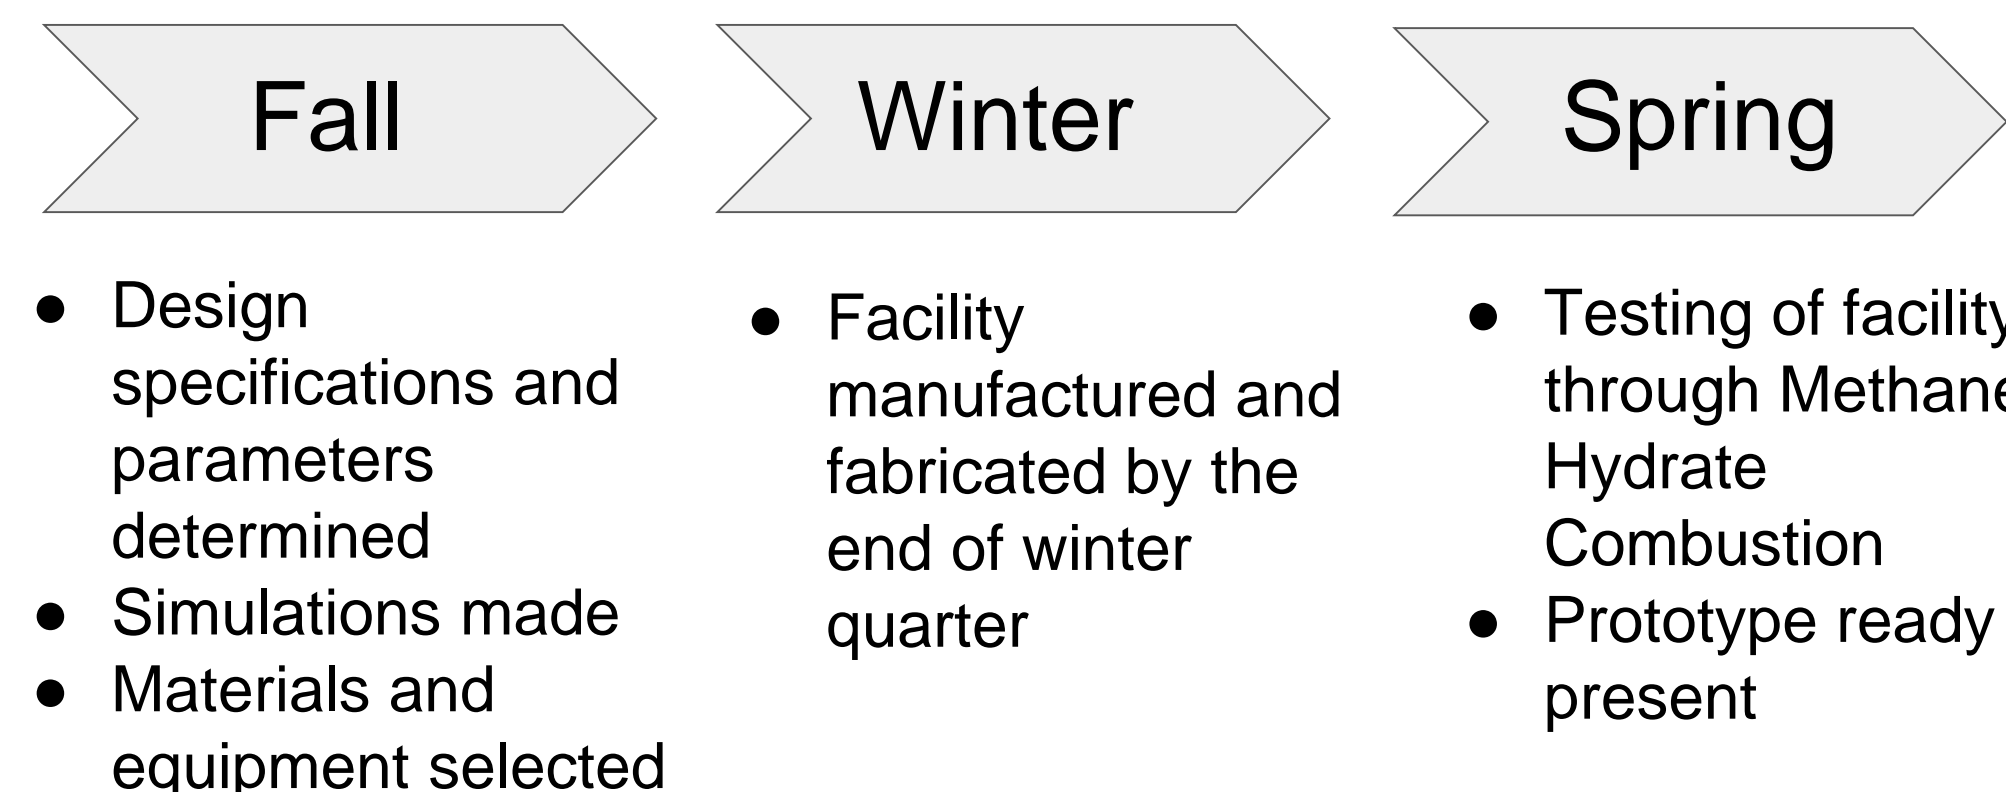 Fall
Winter
Spring
● Design
specifications and
parameters
determined
● Simulations made
● Materials and
equipment selected
● Facility
manufactured and
fabricated by the
end of winter
quarter
● Testing of facility
through Methane
Hydrate
Combustion
● Prototype ready
present